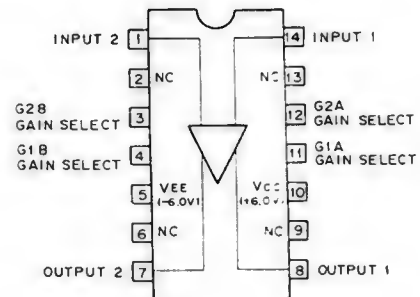 INPUT 2 1 14 INPUT 1
2 NC NC 13
G2B GAIN SELECT 3 12 G2A GAIN SELECT
G1B GAIN SELECT 4 11 G1A GAIN SELECT
5 VEE (-6.0V) VCC (+6.0V) 10
6 NC NC 9
OUTPUT 2 7 8 OUTPUT 1